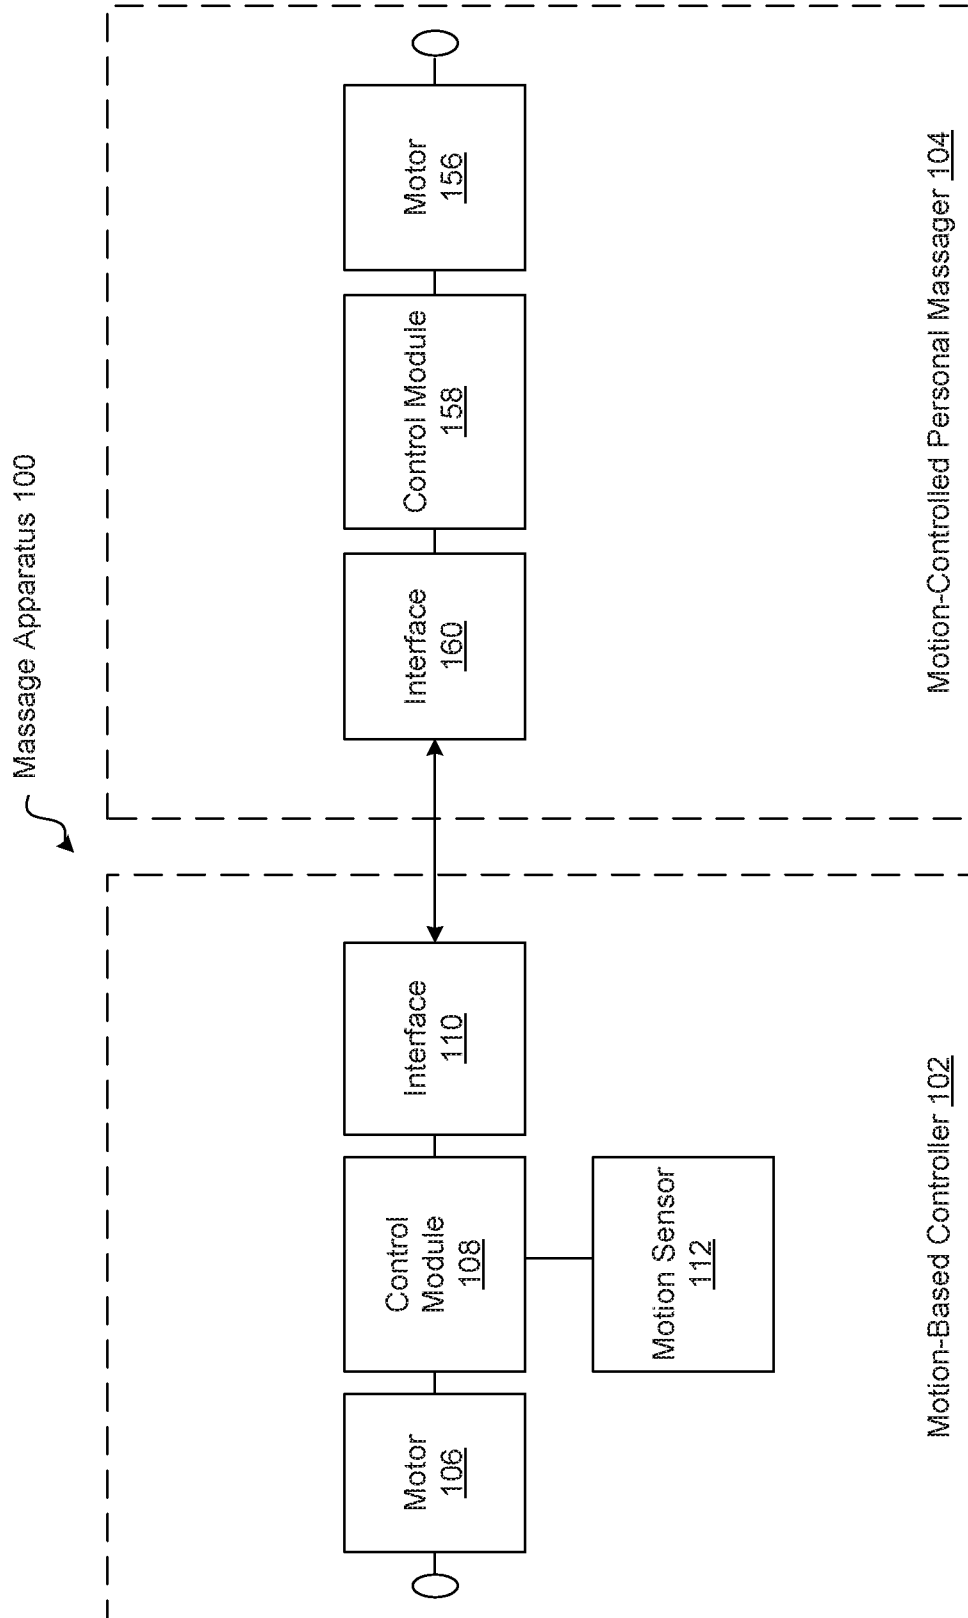 Massage Apparatus 100
Motor
106
Control
Module
108
Interface
110
Motion Sensor
112
Motion-Based Controller 102
Interface
160
Control Module
158
Motor
156
Motion-Controlled Personal Massager 104